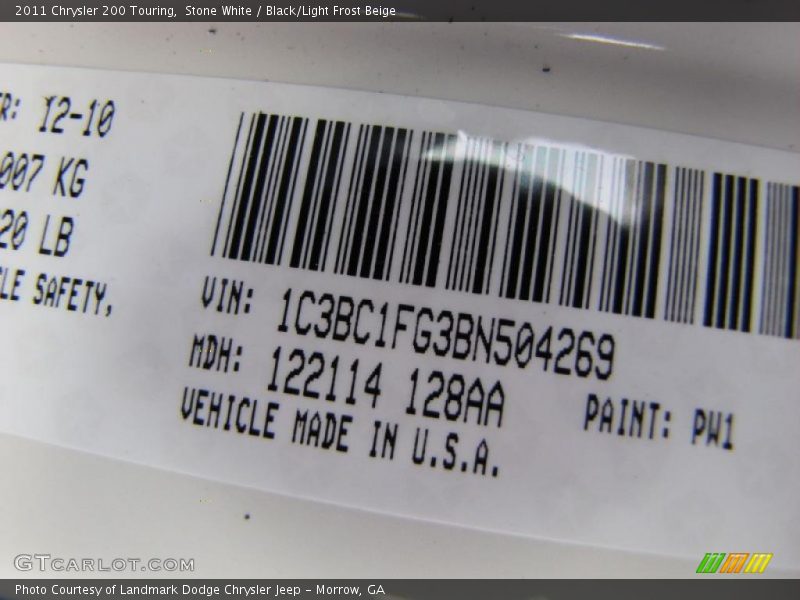 2011 Chrysler 200 Touring,  Stone White / Black/Light Frost Beige
R: 12-10
007 KG
20 LB
LE SAFETY,
VIN: 1C3BC1FG3BN504269
MDH: 122114 128AA
PAINT: PW1
VEHICLE MADE IN U.S.A.
GTCARLOT.COM
Photo Courtesy of Landmark Dodge Chrysler Jeep - Morrow, GA